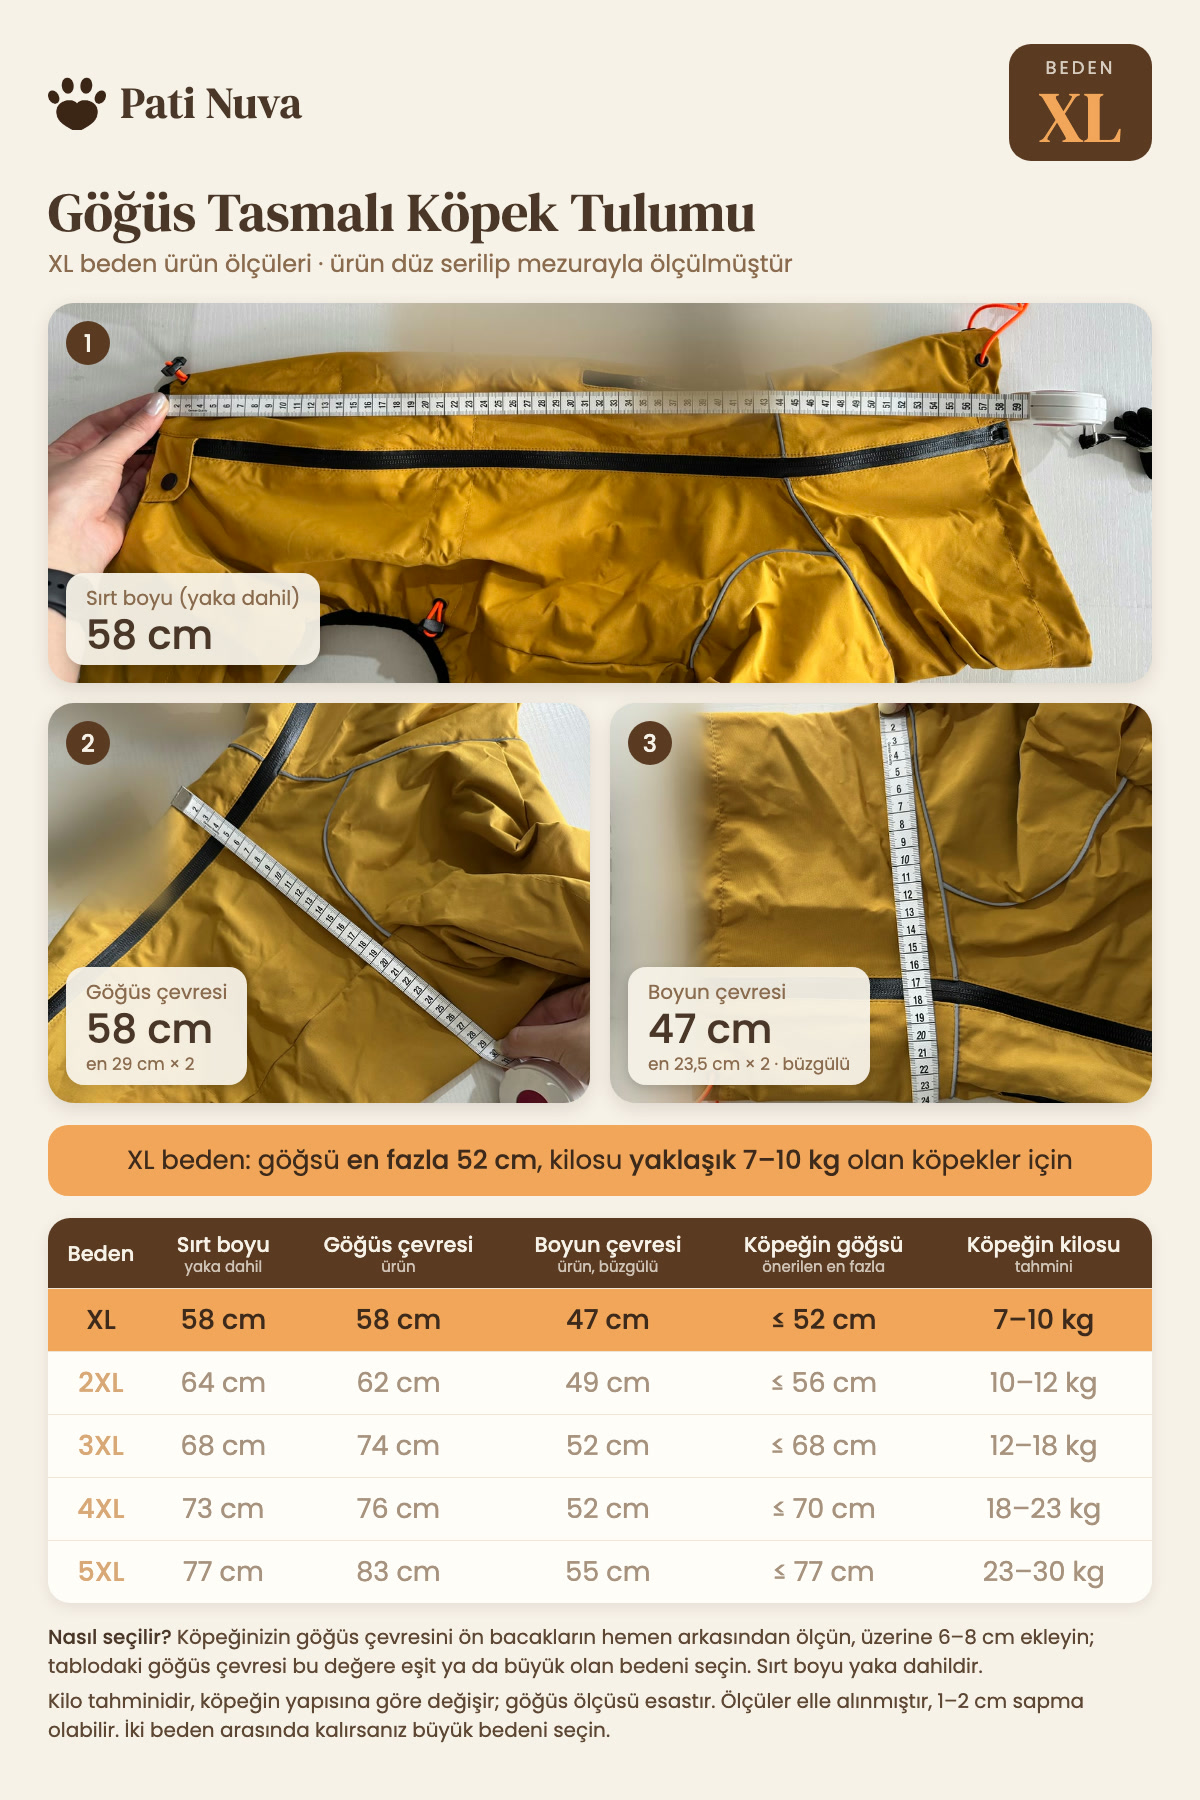 Pati Nuva
BEDEN
XL
Göğüs Tasmalı Köpek Tulumu
XL beden ürün ölçüleri · ürün düz serilip mezurayla ölçülmüştür
1
Sırt boyu (yaka dahil)
58 cm
2
Göğüs çevresi
58 cm
en 29 cm × 2
3
Boyun çevresi
47 cm
en 23,5 cm × 2 · büzgülü
XL beden: göğsü en fazla 52 cm, kilosu yaklaşık 7–10 kg olan köpekler için
Beden Sırt boyu Göğüs çevresi Boyun çevresi Köpeğin göğsü Köpeğin kilosu
yaka dahil ürün ürün, büzgülü önerilen en fazla tahmini
XL 58 cm 58 cm 47 cm ≤ 52 cm 7–10 kg
2XL 64 cm 62 cm 49 cm ≤ 56 cm 10–12 kg
3XL 68 cm 74 cm 52 cm ≤ 68 cm 12–18 kg
4XL 73 cm 76 cm 52 cm ≤ 70 cm 18–23 kg
5XL 77 cm 83 cm 55 cm ≤ 77 cm 23–30 kg
Nasıl seçilir? Köpeğinizin göğüs çevresini ön bacakların hemen arkasından ölçün, üzerine 6–8 cm ekleyin;
tablodaki göğüs çevresi bu değere eşit ya da büyük olan bedeni seçin. Sırt boyu yaka dahildir.
Kilo tahminidir, köpeğin yapısına göre değişir; göğüs ölçüsü esastır. Ölçüler elle alınmıştır, 1–2 cm sapma
olabilir. İki beden arasında kalırsanız büyük bedeni seçin.